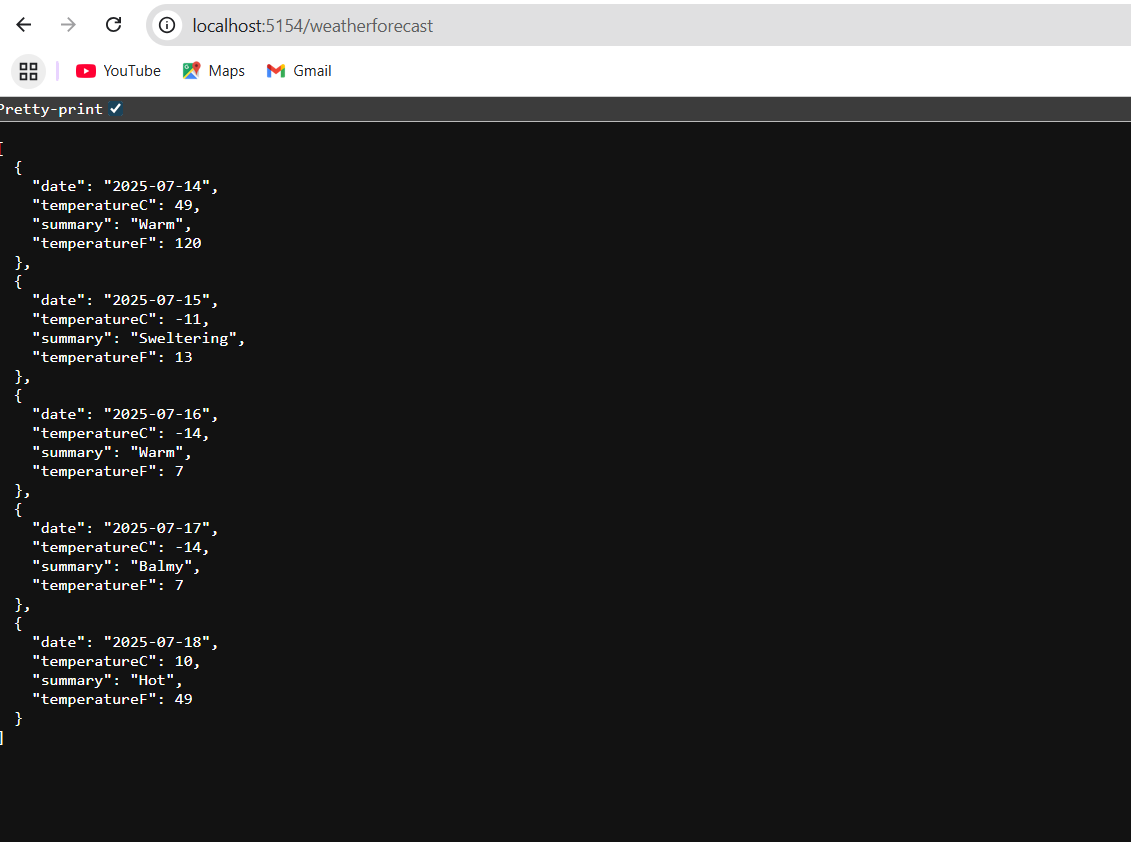 localhost:5154/weatherforecast
YouTube Maps Gmail
Pretty-print
[
  {
    "date": "2025-07-14",
    "temperatureC": 49,
    "summary": "Warm",
    "temperatureF": 120
  },
  {
    "date": "2025-07-15",
    "temperatureC": -11,
    "summary": "Sweltering",
    "temperatureF": 13
  },
  {
    "date": "2025-07-16",
    "temperatureC": -14,
    "summary": "Warm",
    "temperatureF": 7
  },
  {
    "date": "2025-07-17",
    "temperatureC": -14,
    "summary": "Balmy",
    "temperatureF": 7
  },
  {
    "date": "2025-07-18",
    "temperatureC": 10,
    "summary": "Hot",
    "temperatureF": 49
  }
]